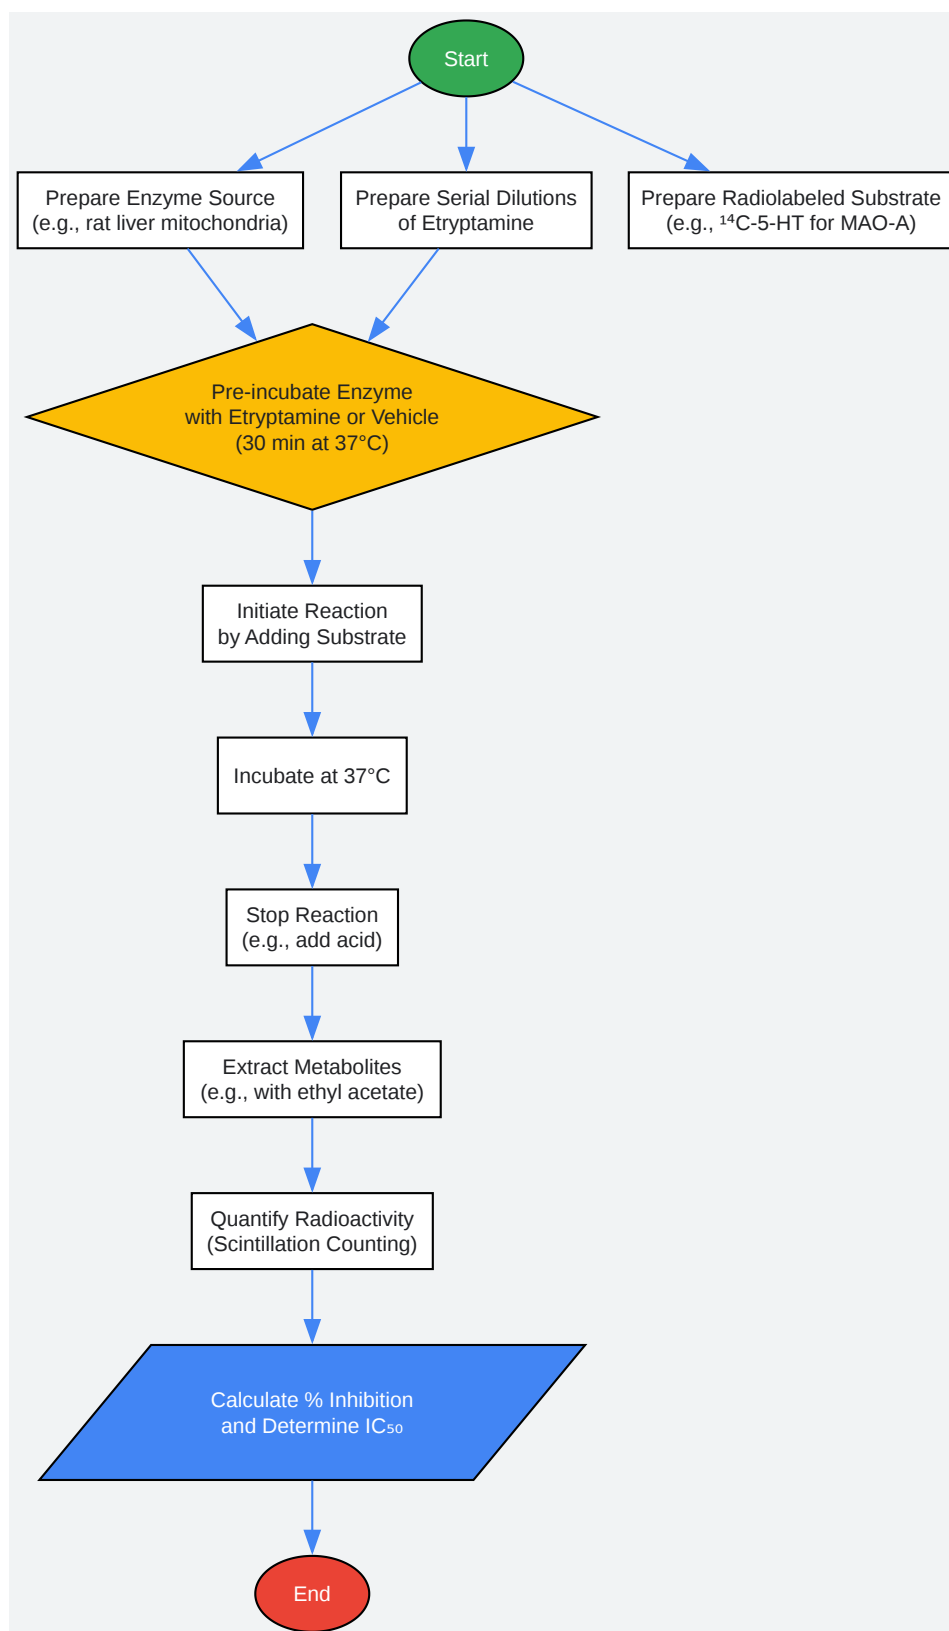 Start
Prepare Enzyme Source
(e.g., rat liver mitochondria)
Prepare Serial Dilutions
of Etryptamine
Prepare Radiolabeled Substrate
(e.g., ¹⁴C-5-HT for MAO-A)
Pre-incubate Enzyme
with Etryptamine or Vehicle
(30 min at 37°C)
Initiate Reaction
by Adding Substrate
Incubate at 37°C
Stop Reaction
(e.g., add acid)
Extract Metabolites
(e.g., with ethyl acetate)
Quantify Radioactivity
(Scintillation Counting)
Calculate % Inhibition
and Determine IC₅₀
End